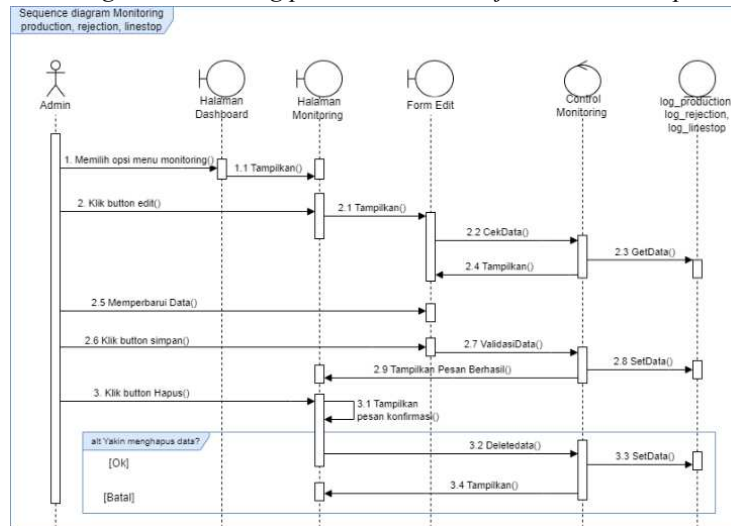 Sequence diagram Monitoring
production, rejection, linestop
Admin
Halaman
Dashboard
Halaman
Monitoring
Form Edit
Control
Monitoring
log_production,
log_rejection,
log_linestop
1. Memilih opsi menu monitoring()
1.1 Tampilkan()
2. Klik button edit()
2.1 Tampilkan()
2.2 CekData()
2.3 GetData()
2.4 Tampilkan()
2.5 Memperbarui Data()
2.6 Klik button simpan()
2.7 ValidasiData()
2.8 SetData()
2.9 Tampilkan Pesan Berhasil()
3. Klik button Hapus()
3.1 Tampilkan
pesan konfirmasi()
alt Yakin menghapus data?
[Ok]
3.2 Deletedata()
3.3 SetData()
3.4 Tampilkan()
[Batal]